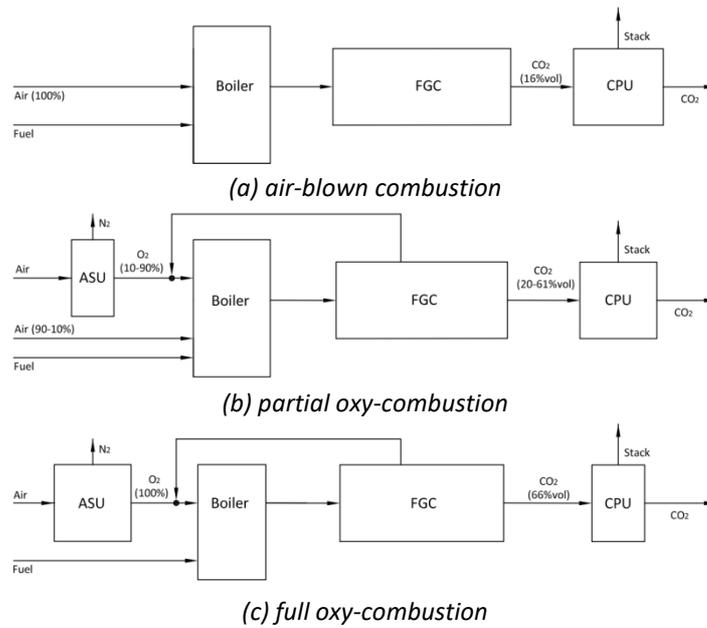 Stack
Boiler
FGC
CO2
(16%vol)
CPU
Air (100%)
CO2
Fuel
(a) air-blown combustion
N2
O2
(10-90%)
Stack
Air
ASU
Boiler
FGC
CO2
(20-61%vol)
CPU
CO2
Air (90-10%)
Fuel
(b) partial oxy-combustion
N2
O2
(100%)
Stack
Air
ASU
Boiler
FGC
CO2
(66%vol)
CPU
CO2
Fuel
(c) full oxy-combustion